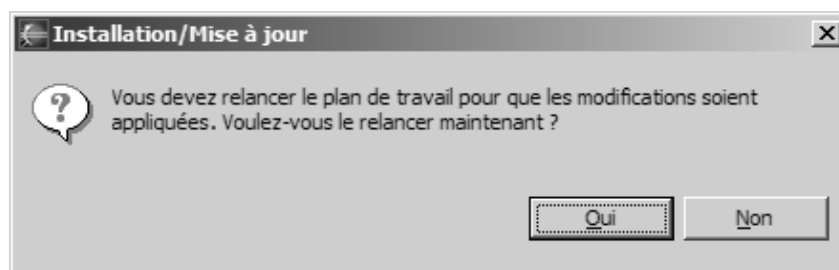 Installation/Mise à jour
Vous devez relancer le plan de travail pour que les modifications soient
appliquées. Voulez-vous le relancer maintenant ?
Oui
Non